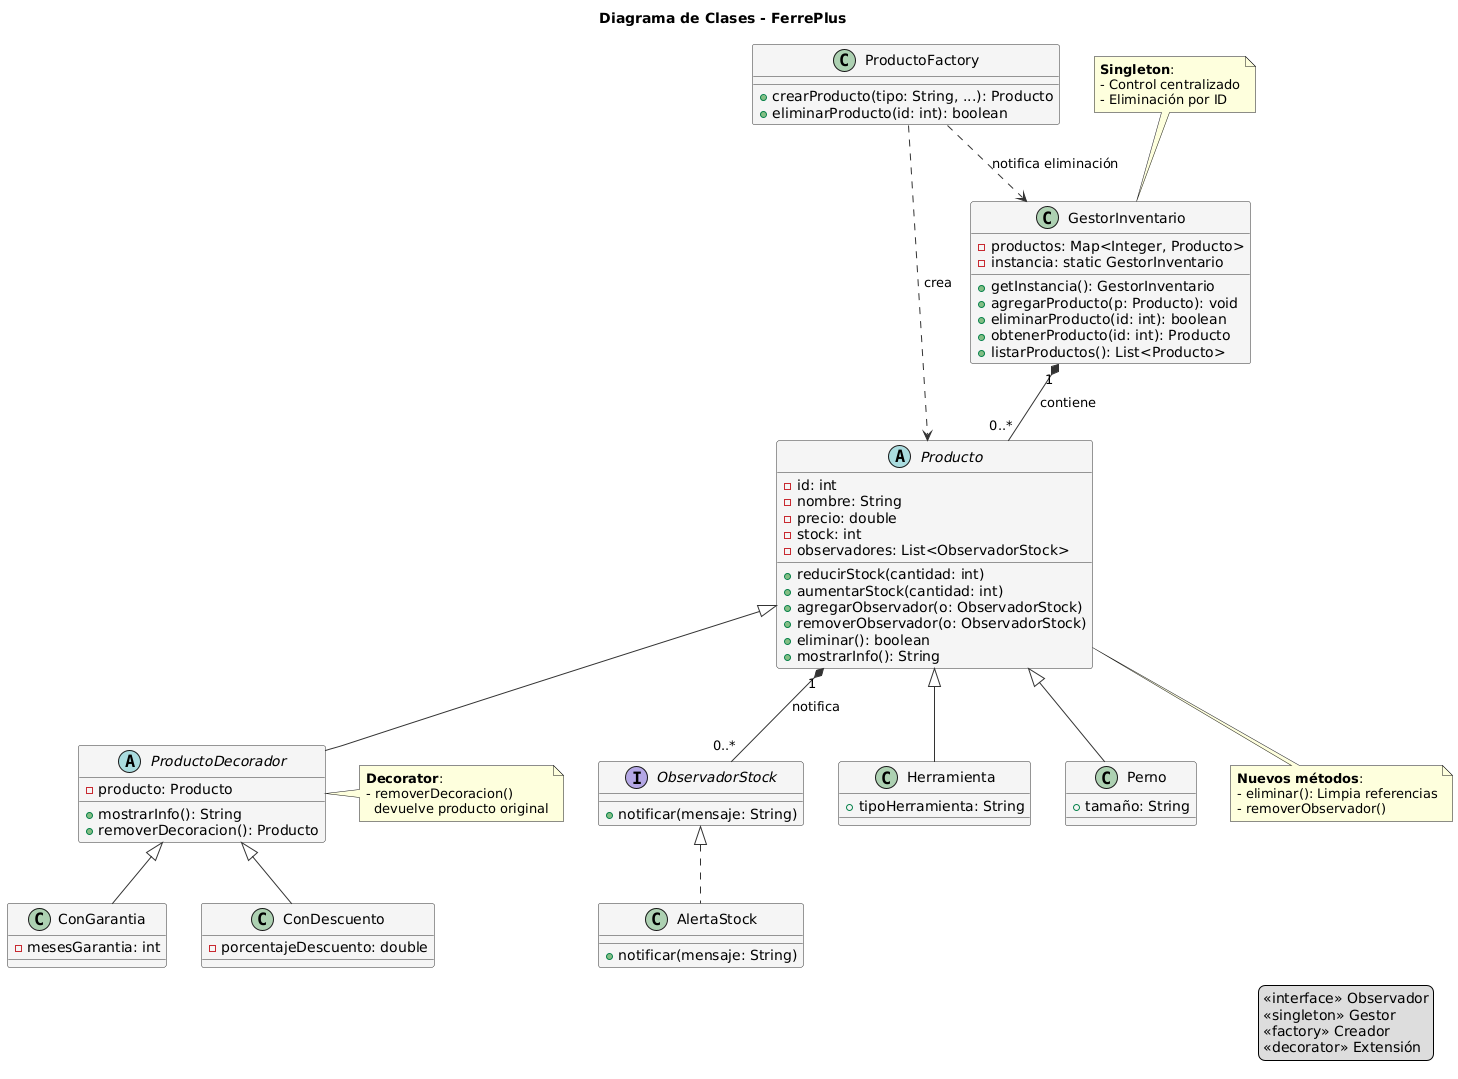 Diagrama de Clases - FerrePlus
C ProductoFactory
crearProducto(tipo: String, ...): Producto
eliminarProducto(id: int): boolean
Singleton:
- Control centralizado
- Eliminación por ID
notifica eliminación
crea
C GestorInventario
productos: Map<Integer, Producto>
instancia: static GestorInventario
getInstancia(): GestorInventario
agregarProducto(p: Producto): void
eliminarProducto(id: int): boolean
obtenerProducto(id: int): Producto
listarProductos(): List<Producto>
1
contiene
0..*
A Producto
id: int
nombre: String
precio: double
stock: int
observadores: List<ObservadorStock>
reducirStock(cantidad: int)
aumentarStock(cantidad: int)
agregarObservador(o: ObservadorStock)
removerObservador(o: ObservadorStock)
eliminar(): boolean
mostrarInfo(): String
1
notifica
0..*
A ProductoDecorador
producto: Producto
mostrarInfo(): String
removerDecoracion(): Producto
Decorator:
- removerDecoracion()
devuelve producto original
I ObservadorStock
notificar(mensaje: String)
C Herramienta
tipoHerramienta: String
C Perno
tamaño: String
Nuevos métodos:
- eliminar(): Limpia referencias
- removerObservador()
C ConGarantia
mesesGarantia: int
C ConDescuento
porcentajeDescuento: double
C AlertaStock
notificar(mensaje: String)
«interface» Observador
«singleton» Gestor
«factory» Creador
«decorator» Extensión